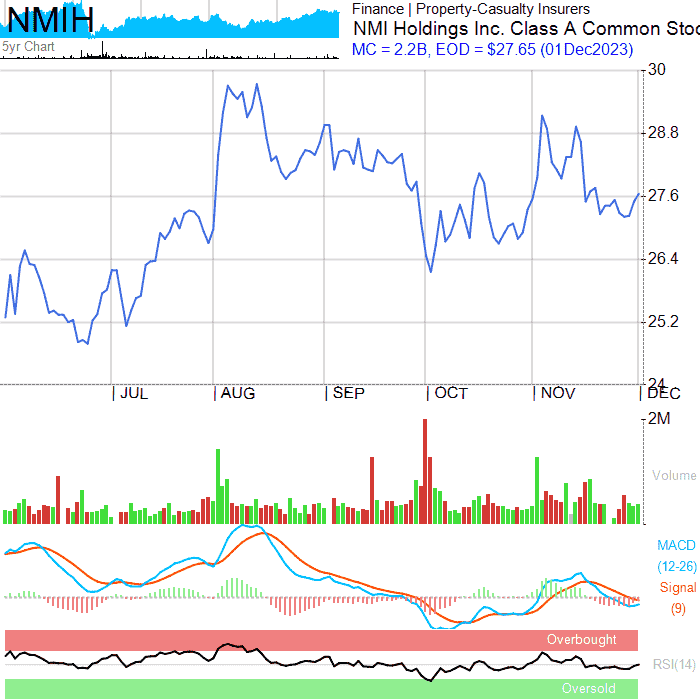 NMIH
5yr Chart
Finance | Property-Casualty Insurers
NMI Holdings Inc. Class A Common Stoc
MC = 2.2B, EOD = $27.65 (01Dec2023)
30
28.8
27.6
26.4
25.2
24
JUL
AUG
SEP
OCT
NOV
DEC
2M
Volume
MACD
(12-26)
Signal
(9)
Overbought
RSI(14)
Oversold